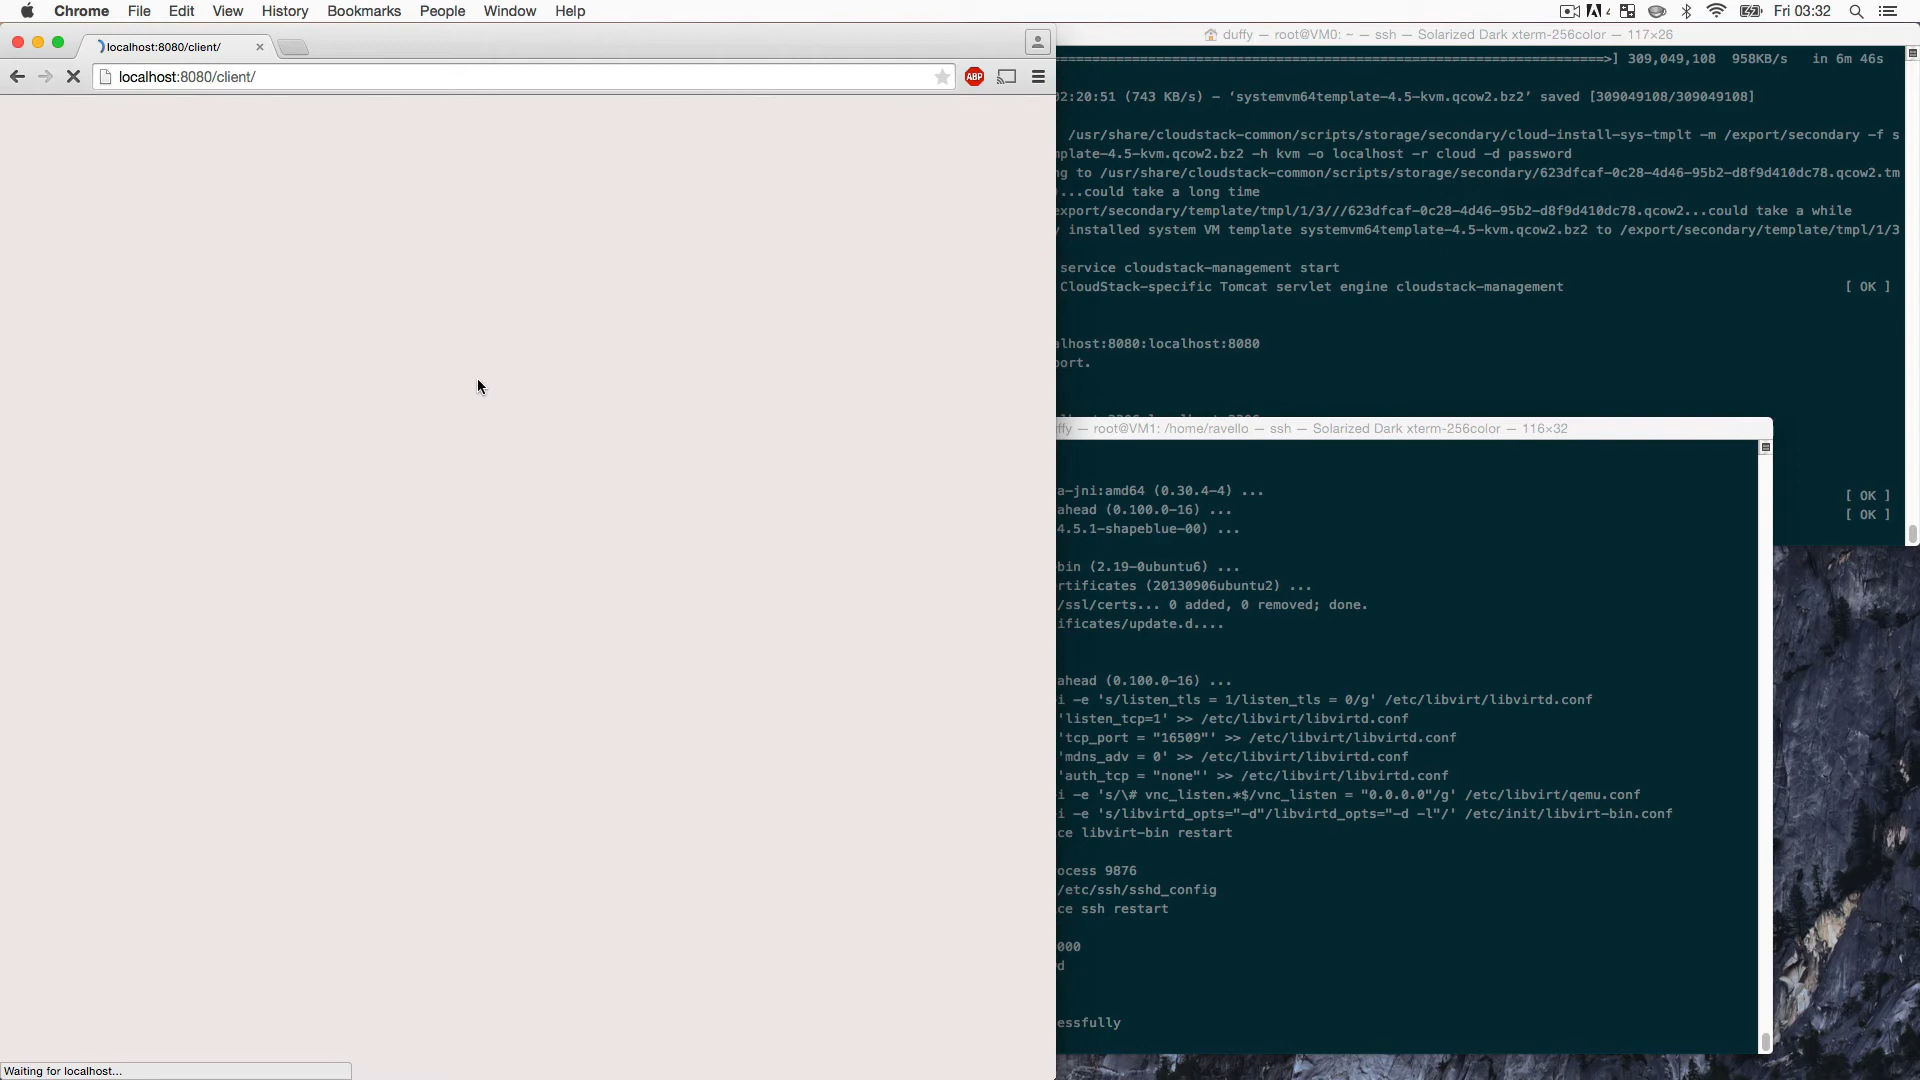 Chrome File Edit View History Bookmarks People Window Help
4 Fri 03:32
localhost:8080/client/
localhost:8080/client/
ABP
duffy — root@VM0: ~ — ssh — Solarized Dark xterm-256color — 117×26
=====================================================================>] 309,049,108 958KB/s in 6m 46s
02:20:51 (743 KB/s) - ‘systemvm64template-4.5-kvm.qcow2.bz2’ saved [309049108/309049108]
/usr/share/cloudstack-common/scripts/storage/secondary/cloud-install-sys-tmplt -m /export/secondary -f s
plate-4.5-kvm.qcow2.bz2 -h kvm -o localhost -r cloud -d password
ng to /usr/share/cloudstack-common/scripts/storage/secondary/623dfcaf-0c28-4d46-95b2-d8f9d410dc78.qcow2.tm
)...could take a long time
export/secondary/template/tmpl/1/3///623dfcaf-0c28-4d46-95b2-d8f9d410dc78.qcow2...could take a while
y installed system VM template systemvm64template-4.5-kvm.qcow2.bz2 to /export/secondary/template/tmpl/1/3
service cloudstack-management start
CloudStack-specific Tomcat servlet engine cloudstack-management [ OK ]
alhost:8080:localhost:8080
port.
[ OK ]
[ OK ]
ffy — root@VM1: /home/ravello — ssh — Solarized Dark xterm-256color — 116×32
a-jni:amd64 (0.30.4-4) ...
ahead (0.100.0-16) ...
4.5.1-shapeblue-00) ...
bin (2.19-0ubuntu6) ...
rtificates (20130906ubuntu2) ...
/ssl/certs... 0 added, 0 removed; done.
ificates/update.d....
ahead (0.100.0-16) ...
i -e 's/listen_tls = 1/listen_tls = 0/g' /etc/libvirt/libvirtd.conf
'listen_tcp=1' >> /etc/libvirt/libvirtd.conf
'tcp_port = "16509"' >> /etc/libvirt/libvirtd.conf
'mdns_adv = 0' >> /etc/libvirt/libvirtd.conf
'auth_tcp = "none"' >> /etc/libvirt/libvirtd.conf
i -e 's/\# vnc_listen.*$/vnc_listen = "0.0.0.0"/g' /etc/libvirt/qemu.conf
i -e 's/libvirtd_opts="-d"/libvirtd_opts="-d -l"/' /etc/init/libvirt-bin.conf
ce libvirt-bin restart
ocess 9876
/etc/ssh/sshd_config
ce ssh restart
000
d
essfully
Waiting for localhost...